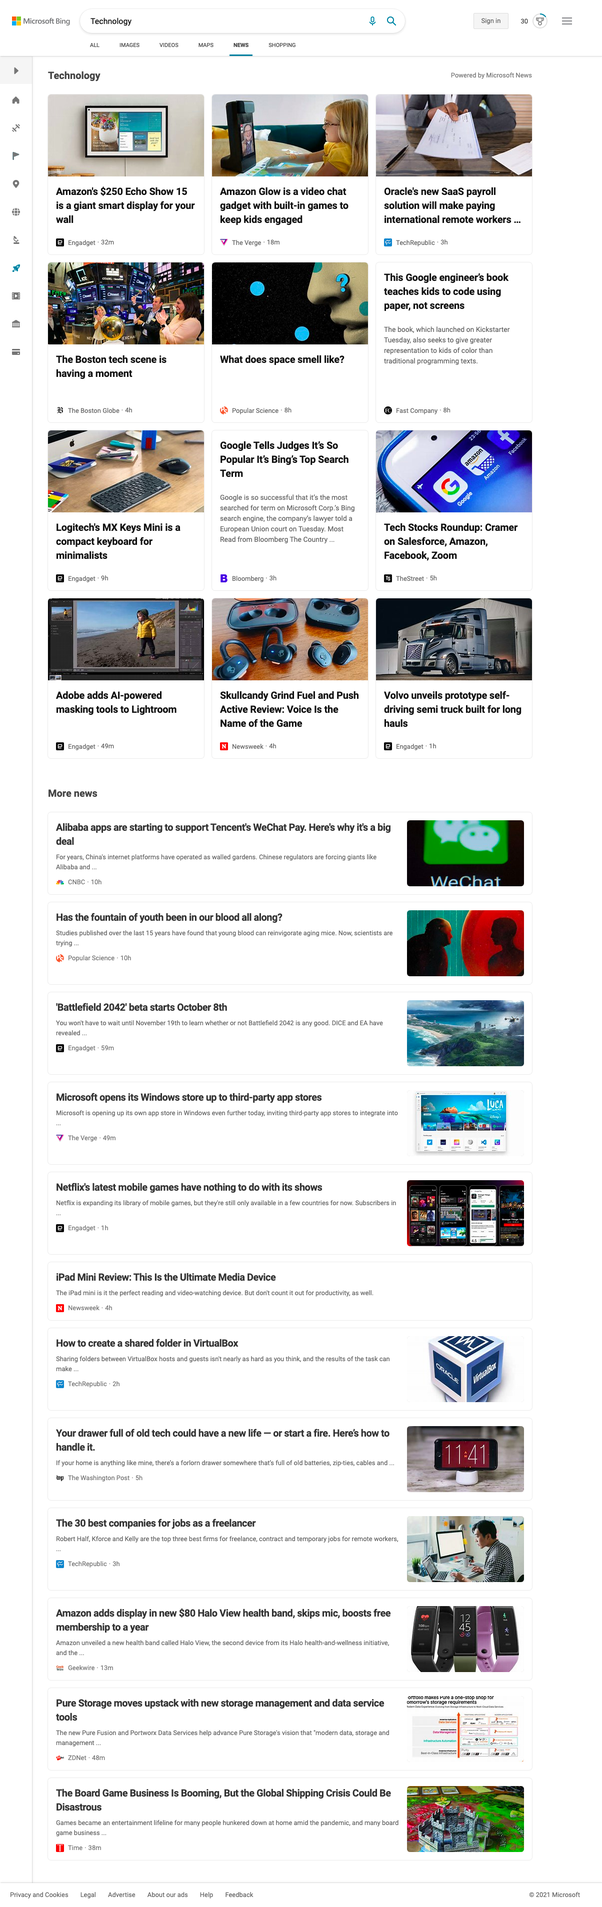 Microsoft Bing
Technology
Sign in
30
ALL
IMAGES
VIDEOS
MAPS
NEWS
SHOPPING
Technology
Powered by Microsoft News
Amazon's $250 Echo Show 15
is a giant smart display for your
wall
Engadget · 32m
Amazon Glow is a video chat
gadget with built-in games to
keep kids engaged
The Verge · 18m
Oracle's new SaaS payroll
solution will make paying
international remote workers ...
TechRepublic · 3h
The Boston tech scene is
having a moment
The Boston Globe · 4h
?
What does space smell like?
Popular Science · 8h
This Google engineer's book
teaches kids to code using
paper, not screens
The book, which launched on Kickstarter
Tuesday, also seeks to give greater
representation to kids of color than
traditional programming texts.
Fast Company · 8h
Logitech's MX Keys Mini is a
compact keyboard for
minimalists
Engadget · 9h
Google Tells Judges It's So
Popular It's Bing's Top Search
Term
Google is so successful that it's the most
searched for term on Microsoft Corp.'s Bing
search engine, the company's lawyer told a
European Union court on Tuesday. Most
Read from Bloomberg The Country ...
Bloomberg · 3h
Facebook
amazon
Amazon
Google
Tech Stocks Roundup: Cramer
on Salesforce, Amazon,
Facebook, Zoom
TheStreet · 5h
Adobe adds AI-powered
masking tools to Lightroom
Engadget · 49m
Skullcandy Grind Fuel and Push
Active Review: Voice Is the
Name of the Game
Newsweek · 4h
Volvo unveils prototype self-
driving semi truck built for long
hauls
Engadget · 1h
More news
Alibaba apps are starting to support Tencent's WeChat Pay. Here's why it's a big
deal
For years, China's internet platforms have operated as walled gardens. Chinese regulators are forcing giants like
Alibaba and ...
CNBC · 10h
WeChat
Has the fountain of youth been in our blood all along?
Studies published over the last 15 years have found that young blood can reinvigorate aging mice. Now, scientists are
trying ...
Popular Science · 10h
'Battlefield 2042' beta starts October 8th
You won't have to wait until November 19th to learn whether or not Battlefield 2042 is any good. DICE and EA have
revealed ...
Engadget · 59m
Microsoft opens its Windows store up to third-party app stores
Microsoft is opening up its own app store in Windows even further today, inviting third-party app stores to integrate into
...
The Verge · 49m
LUCA
Netflix's latest mobile games have nothing to do with its shows
Netflix is expanding its library of mobile games, but they're still only available in a few countries for now. Subscribers in
...
Engadget · 1h
iPad Mini Review: This Is the Ultimate Media Device
The iPad mini is it the perfect reading and video-watching device. But don't count it out for productivity, as well.
Newsweek · 4h
How to create a shared folder in VirtualBox
Sharing folders between VirtualBox hosts and guests isn't nearly as hard as you think, and the results of the task can
make ...
TechRepublic · 2h
ORACLE
VirtualBox
Your drawer full of old tech could have a new life — or start a fire. Here's how to
handle it.
If your home is anything like mine, there's a forlorn drawer somewhere that's full of old batteries, zip-ties, cables and ...
The Washington Post · 5h
11:41
The 30 best companies for jobs as a freelancer
Robert Half, Kforce and Kelly are the top three best firms for freelance, contract and temporary jobs for remote workers,
...
TechRepublic · 3h
Amazon adds display in new $80 Halo View health band, skips mic, boosts free
membership to a year
Amazon unveiled a new health band called Halo View, the second device from its Halo health-and-wellness initiative,
and the ...
Geekwire · 13m
12
45
Pure Storage moves upstack with new storage management and data service
tools
The new Pure Fusion and Portworx Data Services help advance Pure Storage's vision that "modern data, storage and
management ...
ZDNet · 48m
ortfolio makes Pure a one-stop shop for
omorrow's storage requirements
The Board Game Business Is Booming, But the Global Shipping Crisis Could Be
Disastrous
Games became an entertainment lifeline for many people hunkered down at home amid the pandemic, and many board
game business ...
Time · 38m
Privacy and Cookies
Legal
Advertise
About our ads
Help
Feedback
© 2021 Microsoft